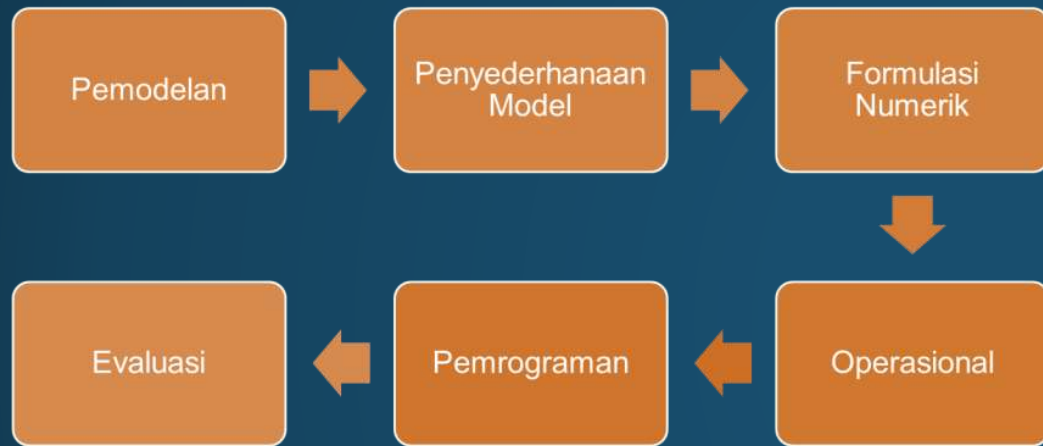 Pemodelan
Penyederhanaan
Model
Formulasi
Numerik
Operasional
Pemrograman
Evaluasi